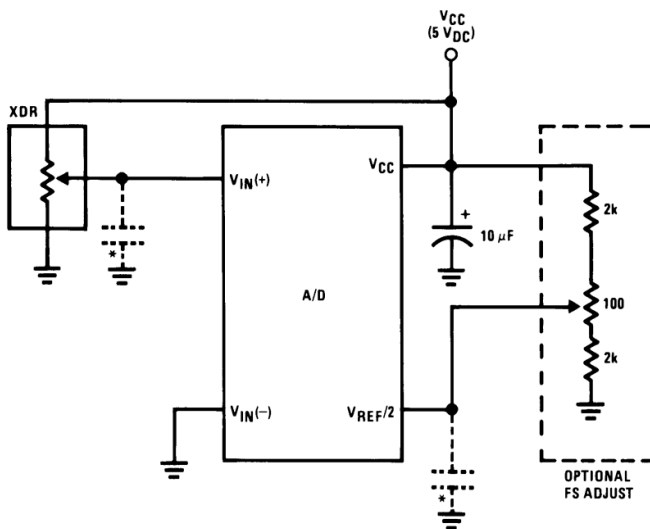 VCC
(5 VDC)
XDR
VIN(+)
VCC
2k
+
10 μF
*
A/D
100
2k
VIN(−)
VREF/2
*
OPTIONAL
FS ADJUST